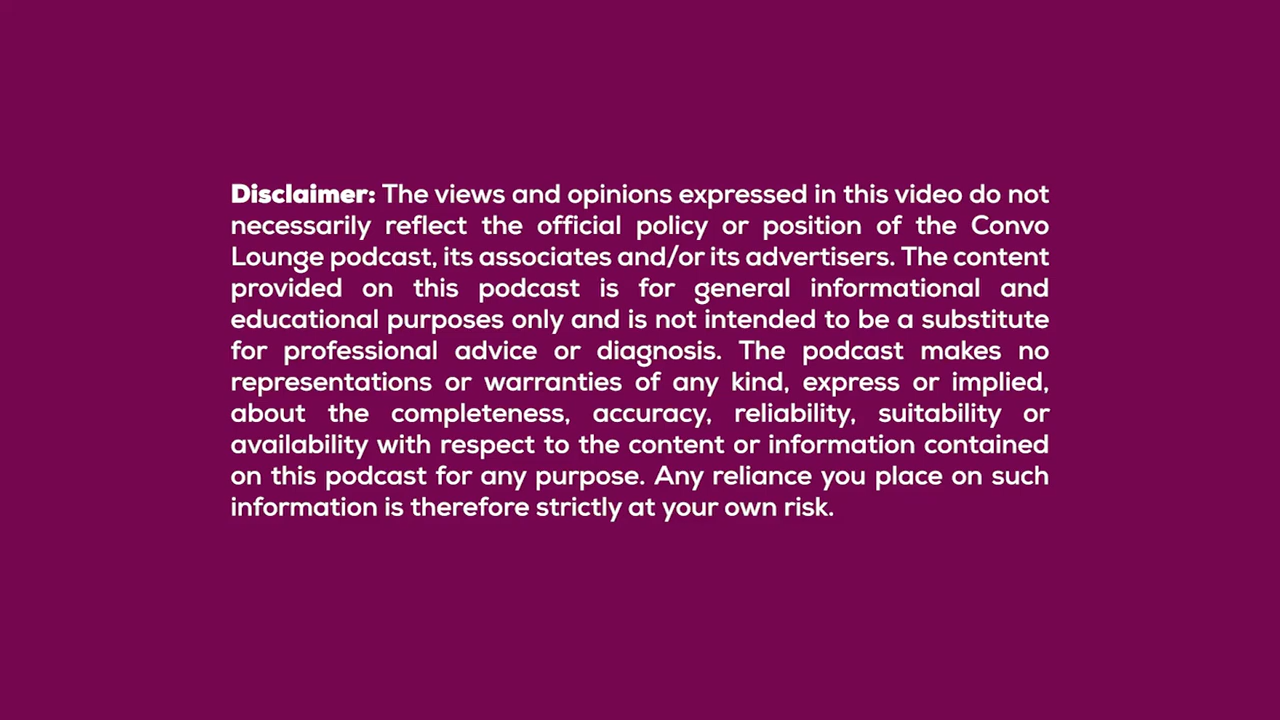 Disclaimer: The views and opinions expressed in this video do not
necessarily reflect the official policy or position of the Convo
Lounge podcast, its associates and/or its advertisers. The content
provided on this podcast is for general informational and
educational purposes only and is not intended to be a substitute
for professional advice or diagnosis. The podcast makes no
representations or warranties of any kind, express or implied,
about the completeness, accuracy, reliability, suitability or
availability with respect to the content or information contained
on this podcast for any purpose. Any reliance you place on such
information is therefore strictly at your own risk.